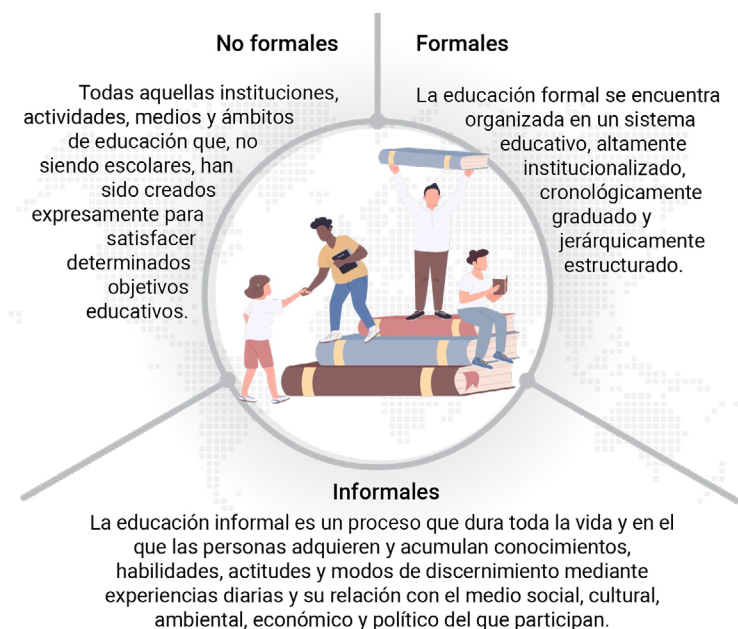 No formales
Todas aquellas instituciones,
actividades, medios y ámbitos
de educación que, no
siendo escolares, han
sido creados
expresamente para
satisfacer
determinados
objetivos
educativos.
Formales
La educación formal se encuentra
organizada en un sistema
educativo, altamente
institucionalizado,
cronológicamente
graduado y
jerárquicamente
estructurado.
Informales
La educación informal es un proceso que dura toda la vida y en el
que las personas adquieren y acumulan conocimientos,
habilidades, actitudes y modos de discernimiento mediante
experiencias diarias y su relación con el medio social, cultural,
ambiental, económico y político del que participan.